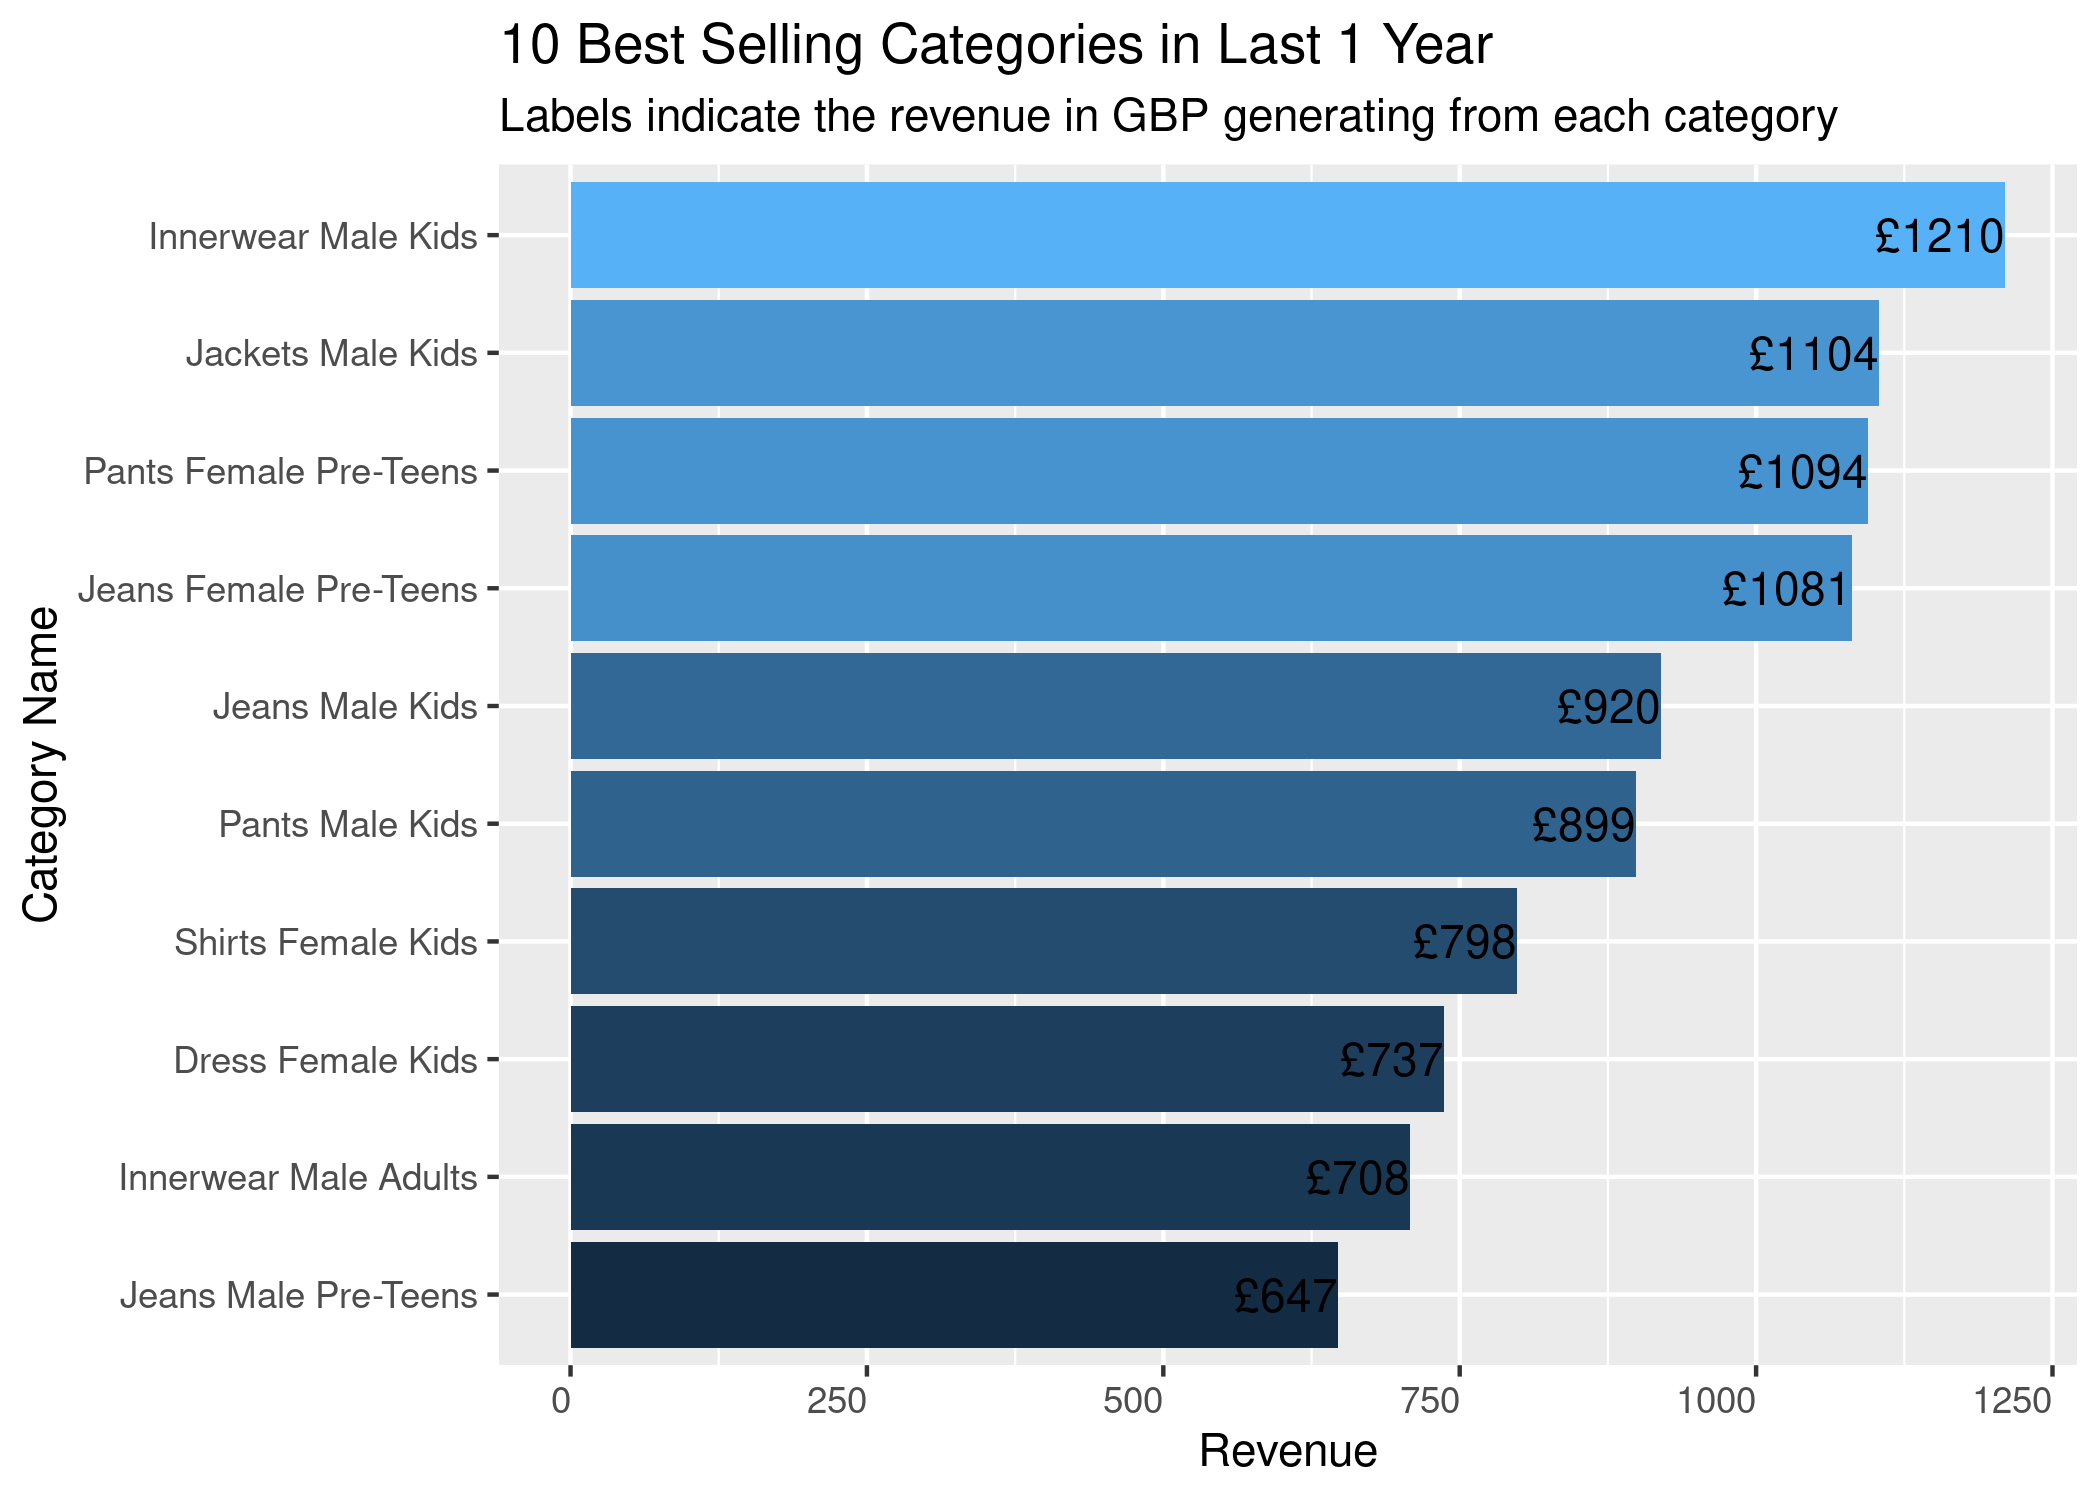 10 Best Selling Categories in Last 1 Year
Labels indicate the revenue in GBP generating from each category
Category Name
Innerwear Male Kids £1210
Jackets Male Kids £1104
Pants Female Pre-Teens £1094
Jeans Female Pre-Teens £1081
Jeans Male Kids £920
Pants Male Kids £899
Shirts Female Kids £798
Dress Female Kids £737
Innerwear Male Adults £708
Jeans Male Pre-Teens £647
0 250 500 750 1000 1250
Revenue